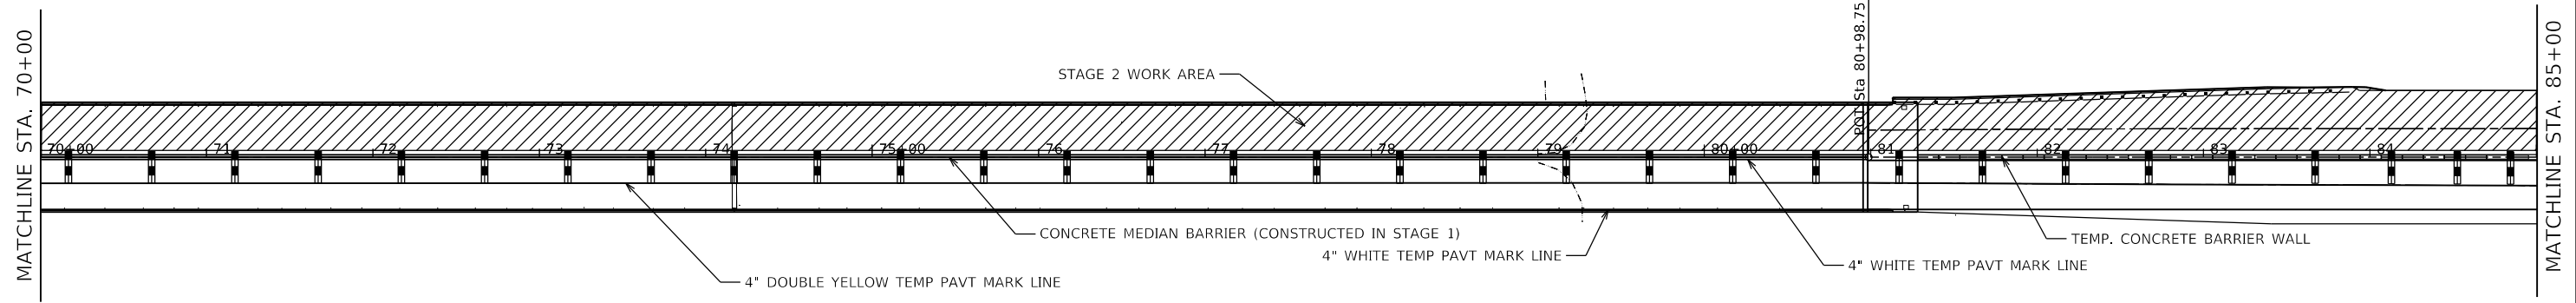 MATCHLINE STA. 70+00
STAGE 2 WORK AREA
POT Sta 80+98.75
MATCHLINE STA. 85+00
70+00 71 72 73 74 75+00 76 77 78 79 80+00 81 82 83 84
CONCRETE MEDIAN BARRIER (CONSTRUCTED IN STAGE 1)
TEMP. CONCRETE BARRIER WALL
4" WHITE TEMP PAVT MARK LINE
4" WHITE TEMP PAVT MARK LINE
4" DOUBLE YELLOW TEMP PAVT MARK LINE